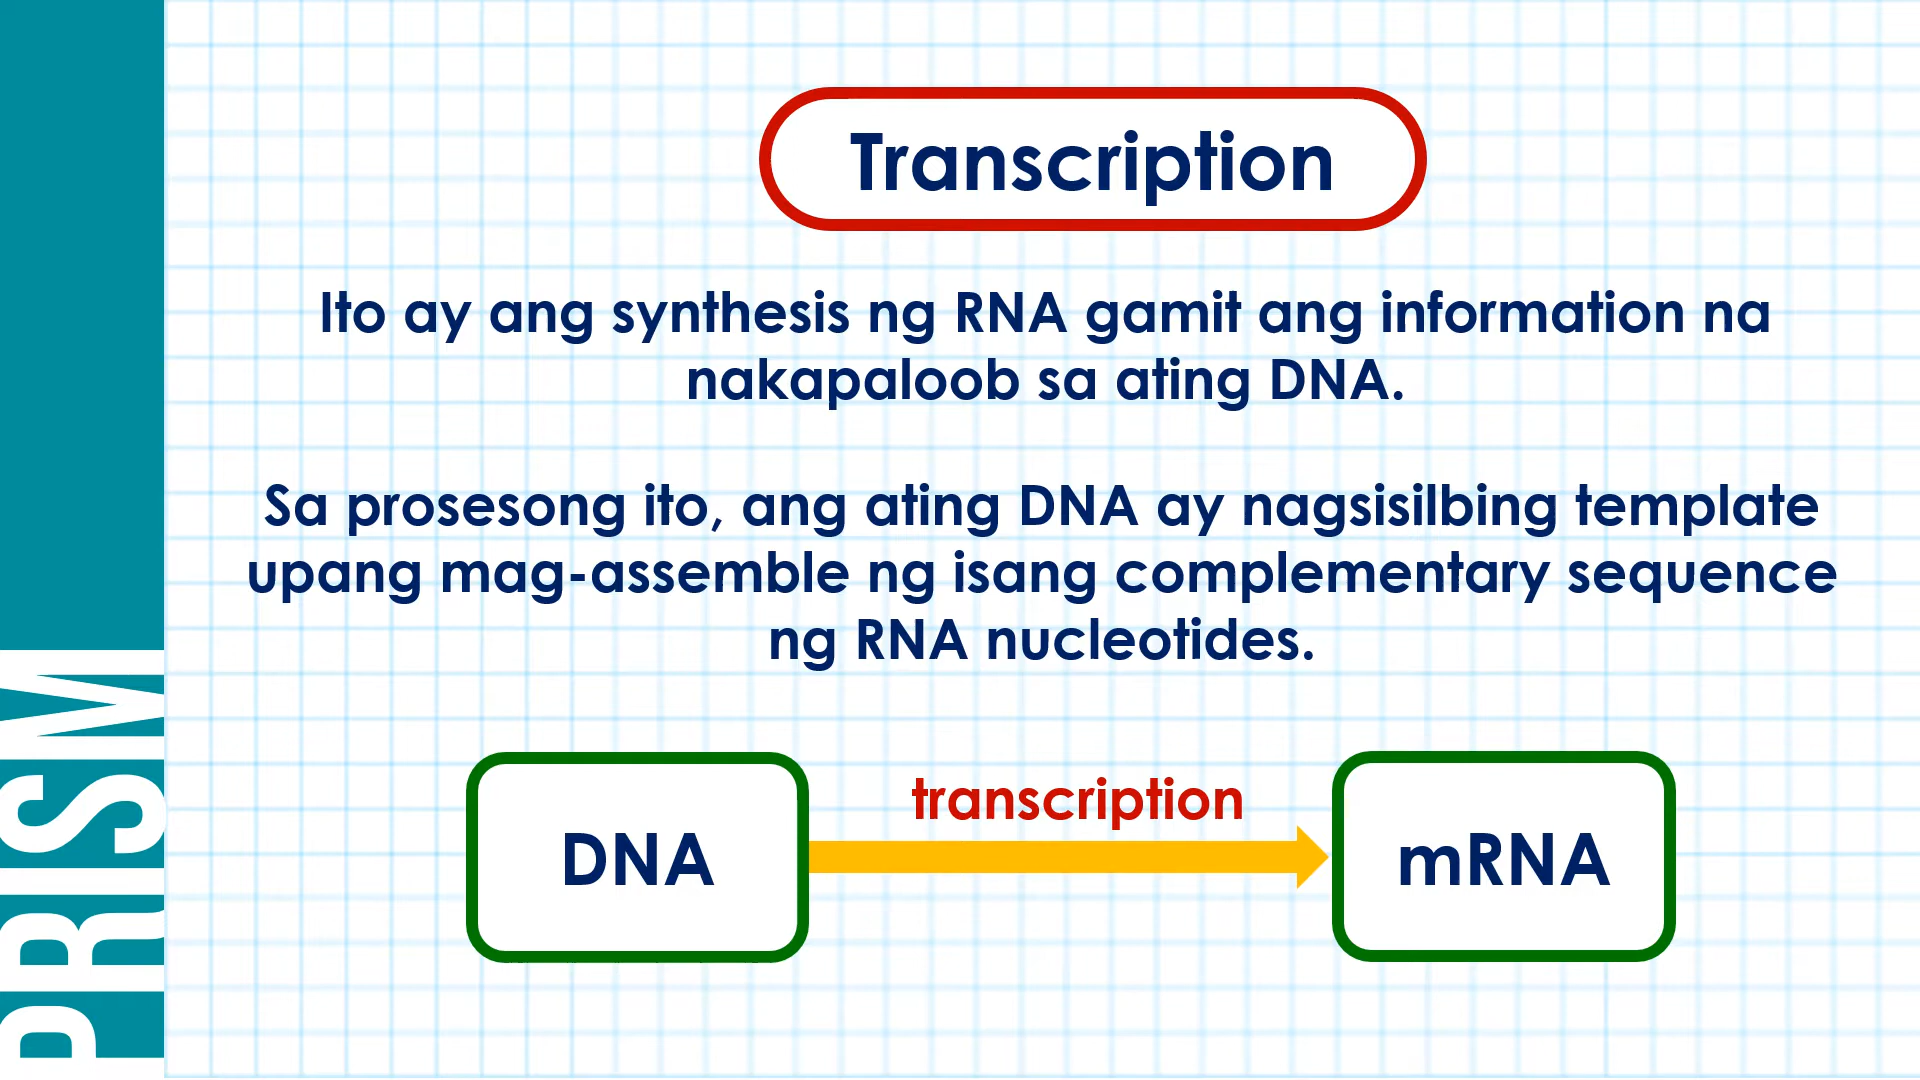 Transcription
Ito ay ang synthesis ng RNA gamit ang information na
nakapaloob sa ating DNA.
Sa prosesong ito, ang ating DNA ay nagsisilbing template
upang mag-assemble ng isang complementary sequence
ng RNA nucleotides.
transcription
DNA
mRNA
PRISM